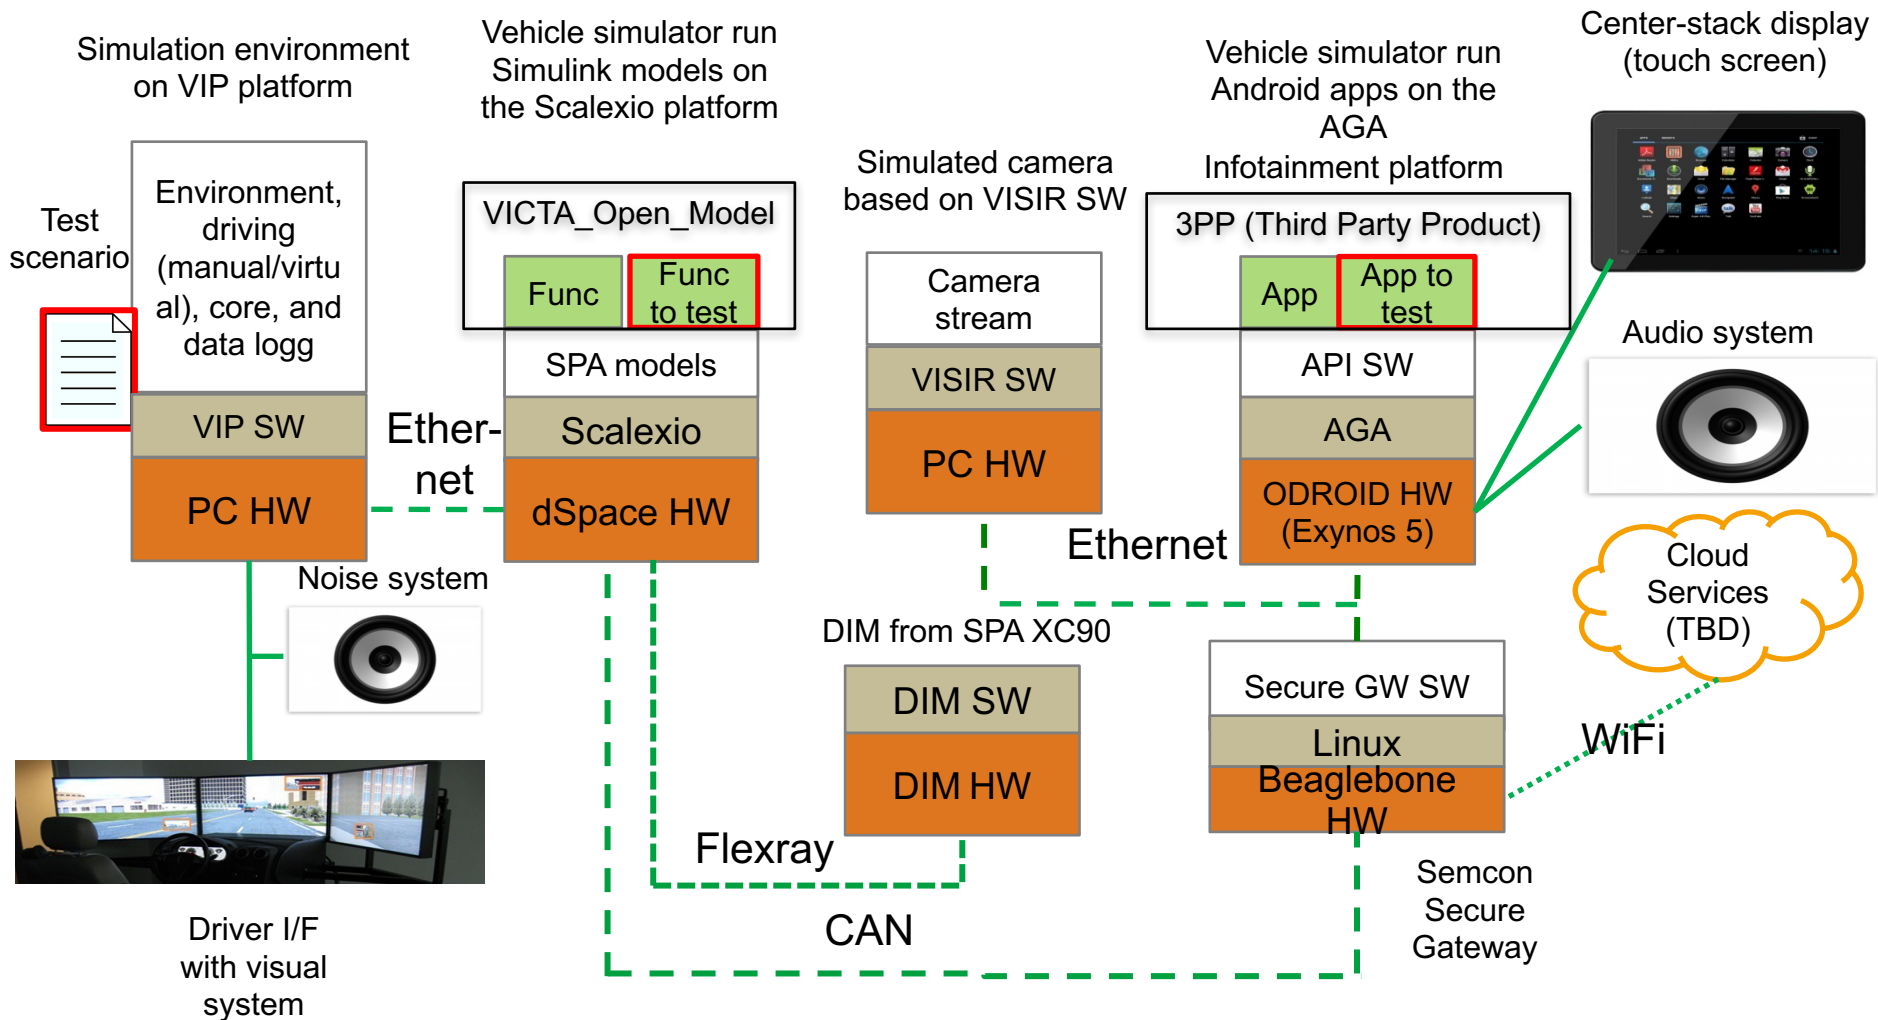 Simulation environment
on VIP platform
Vehicle simulator run
Simulink models on
the Scalexio platform
Simulated camera
based on VISIR SW
Vehicle simulator run
Android apps on the
AGA
Infotainment platform
Center-stack display
(touch screen)
Test
scenario
Environment,
driving
(manual/virtu
al), core, and
data logg
VIP SW
PC HW
Ether-
net
VICTA_Open_Model
Func
Func
to test
SPA models
Scalexio
dSpace HW
Camera
stream
VISIR SW
PC HW
Ethernet
3PP (Third Party Product)
App
App to
test
API SW
AGA
ODROID HW
(Exynos 5)
Audio system
Cloud
Services
(TBD)
WiFi
Noise system
DIM from SPA XC90
DIM SW
DIM HW
Secure GW SW
Linux
Beaglebone
HW
Flexray
CAN
Semcon
Secure
Gateway
Driver I/F
with visual
system